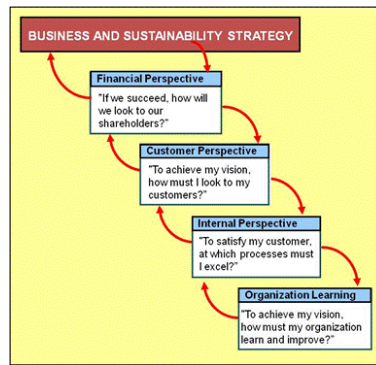 BUSINESS AND SUSTAINABILITY STRATEGY
Financial Perspective
"If we succeed, how will
we look to our
shareholders?"
Customer Perspective
"To achieve my vision,
how must I look to my
customers?"
Internal Perspective
"To satisfy my customer,
at which processes must
I excel?"
Organization Learning
"To achieve my vision,
how must my organization
learn and improve?"